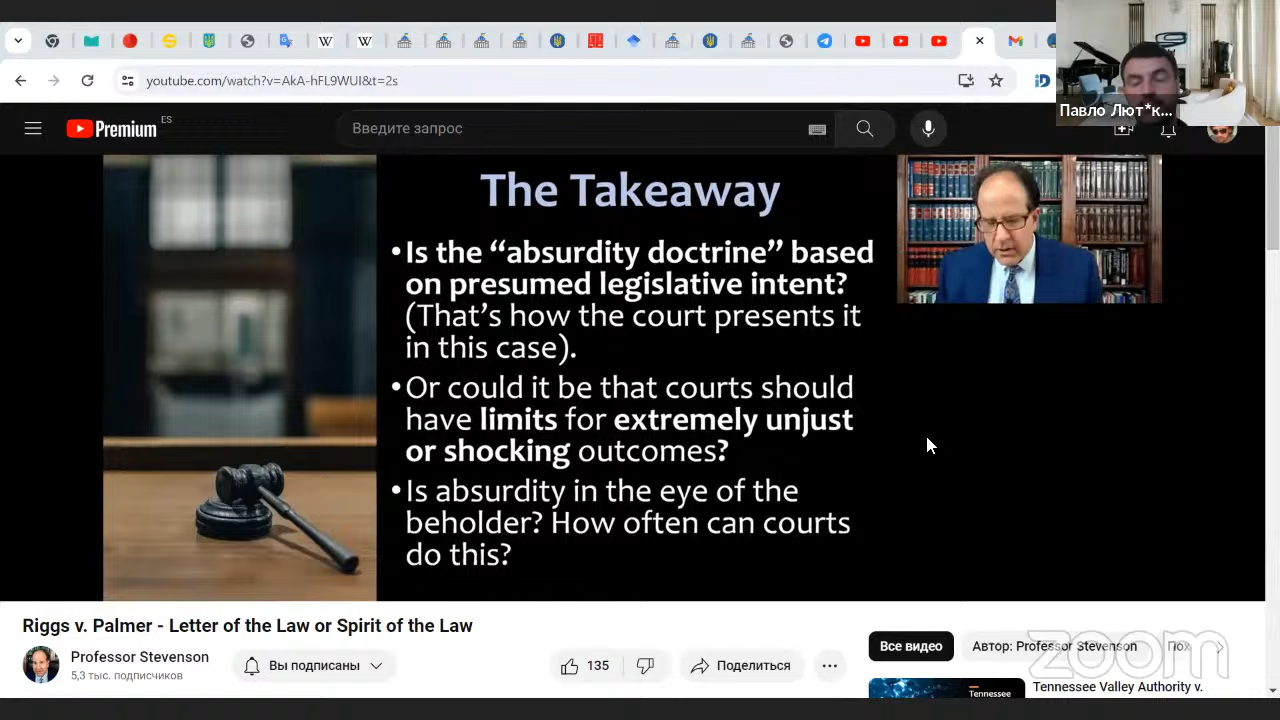 youtube.com/watch?v=AkA-hFL9WUI&t=2s
Павло Лют*к...
Premium
ES
Введите запрос
The Takeaway
•Is the “absurdity doctrine” based
on presumed legislative intent?
(That’s how the court presents it
in this case).
•Or could it be that courts should
have limits for extremely unjust
or shocking outcomes?
•Is absurdity in the eye of the
beholder? How often can courts
do this?
Riggs v. Palmer - Letter of the Law or Spirit of the Law
Professor Stevenson
5,3 тыс. подписчиков
Вы подписаны
135
Поделиться
Все видео
Автор: Professor Stevenson
Пох
zoom
Tennessee
Tennessee Valley Authority v.